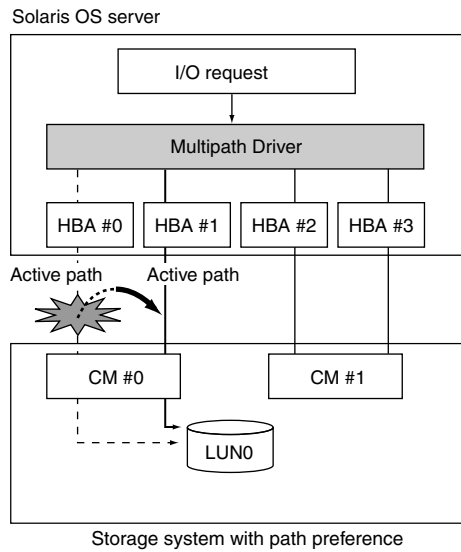 Solaris OS server
I/O request
Multipath Driver
HBA #0 HBA #1 HBA #2 HBA #3
Active path Active path
CM #0 CM #1
LUN0
Storage system with path preference